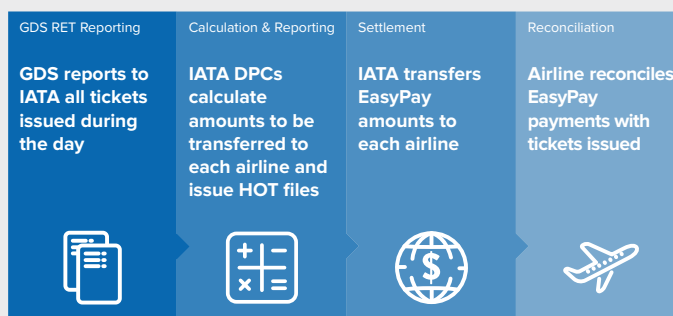 GDS RET Reporting
GDS reports to
IATA all tickets
issued during
the day
Calculation & Reporting
IATA DPCs
calculate
amounts to be
transferred to
each airline and
issue HOT files
Settlement
IATA transfers
EasyPay
amounts to
each airline
$
Reconciliation
Airline reconciles
EasyPay
payments with
tickets issued